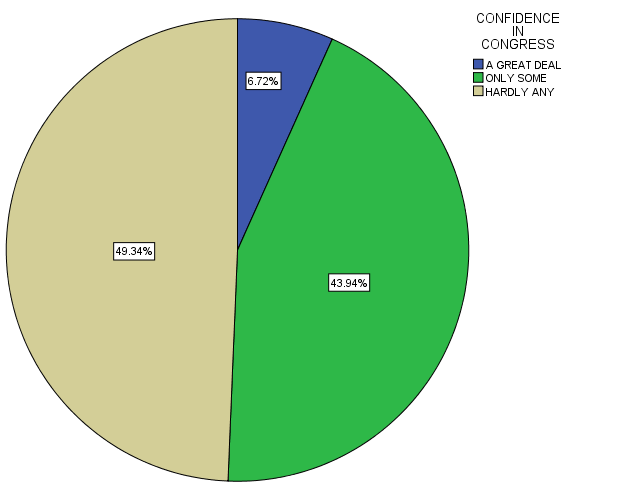 CONFIDENCE
IN
CONGRESS
A GREAT DEAL
ONLY SOME
HARDLY ANY
6.72%
49.34%
43.94%